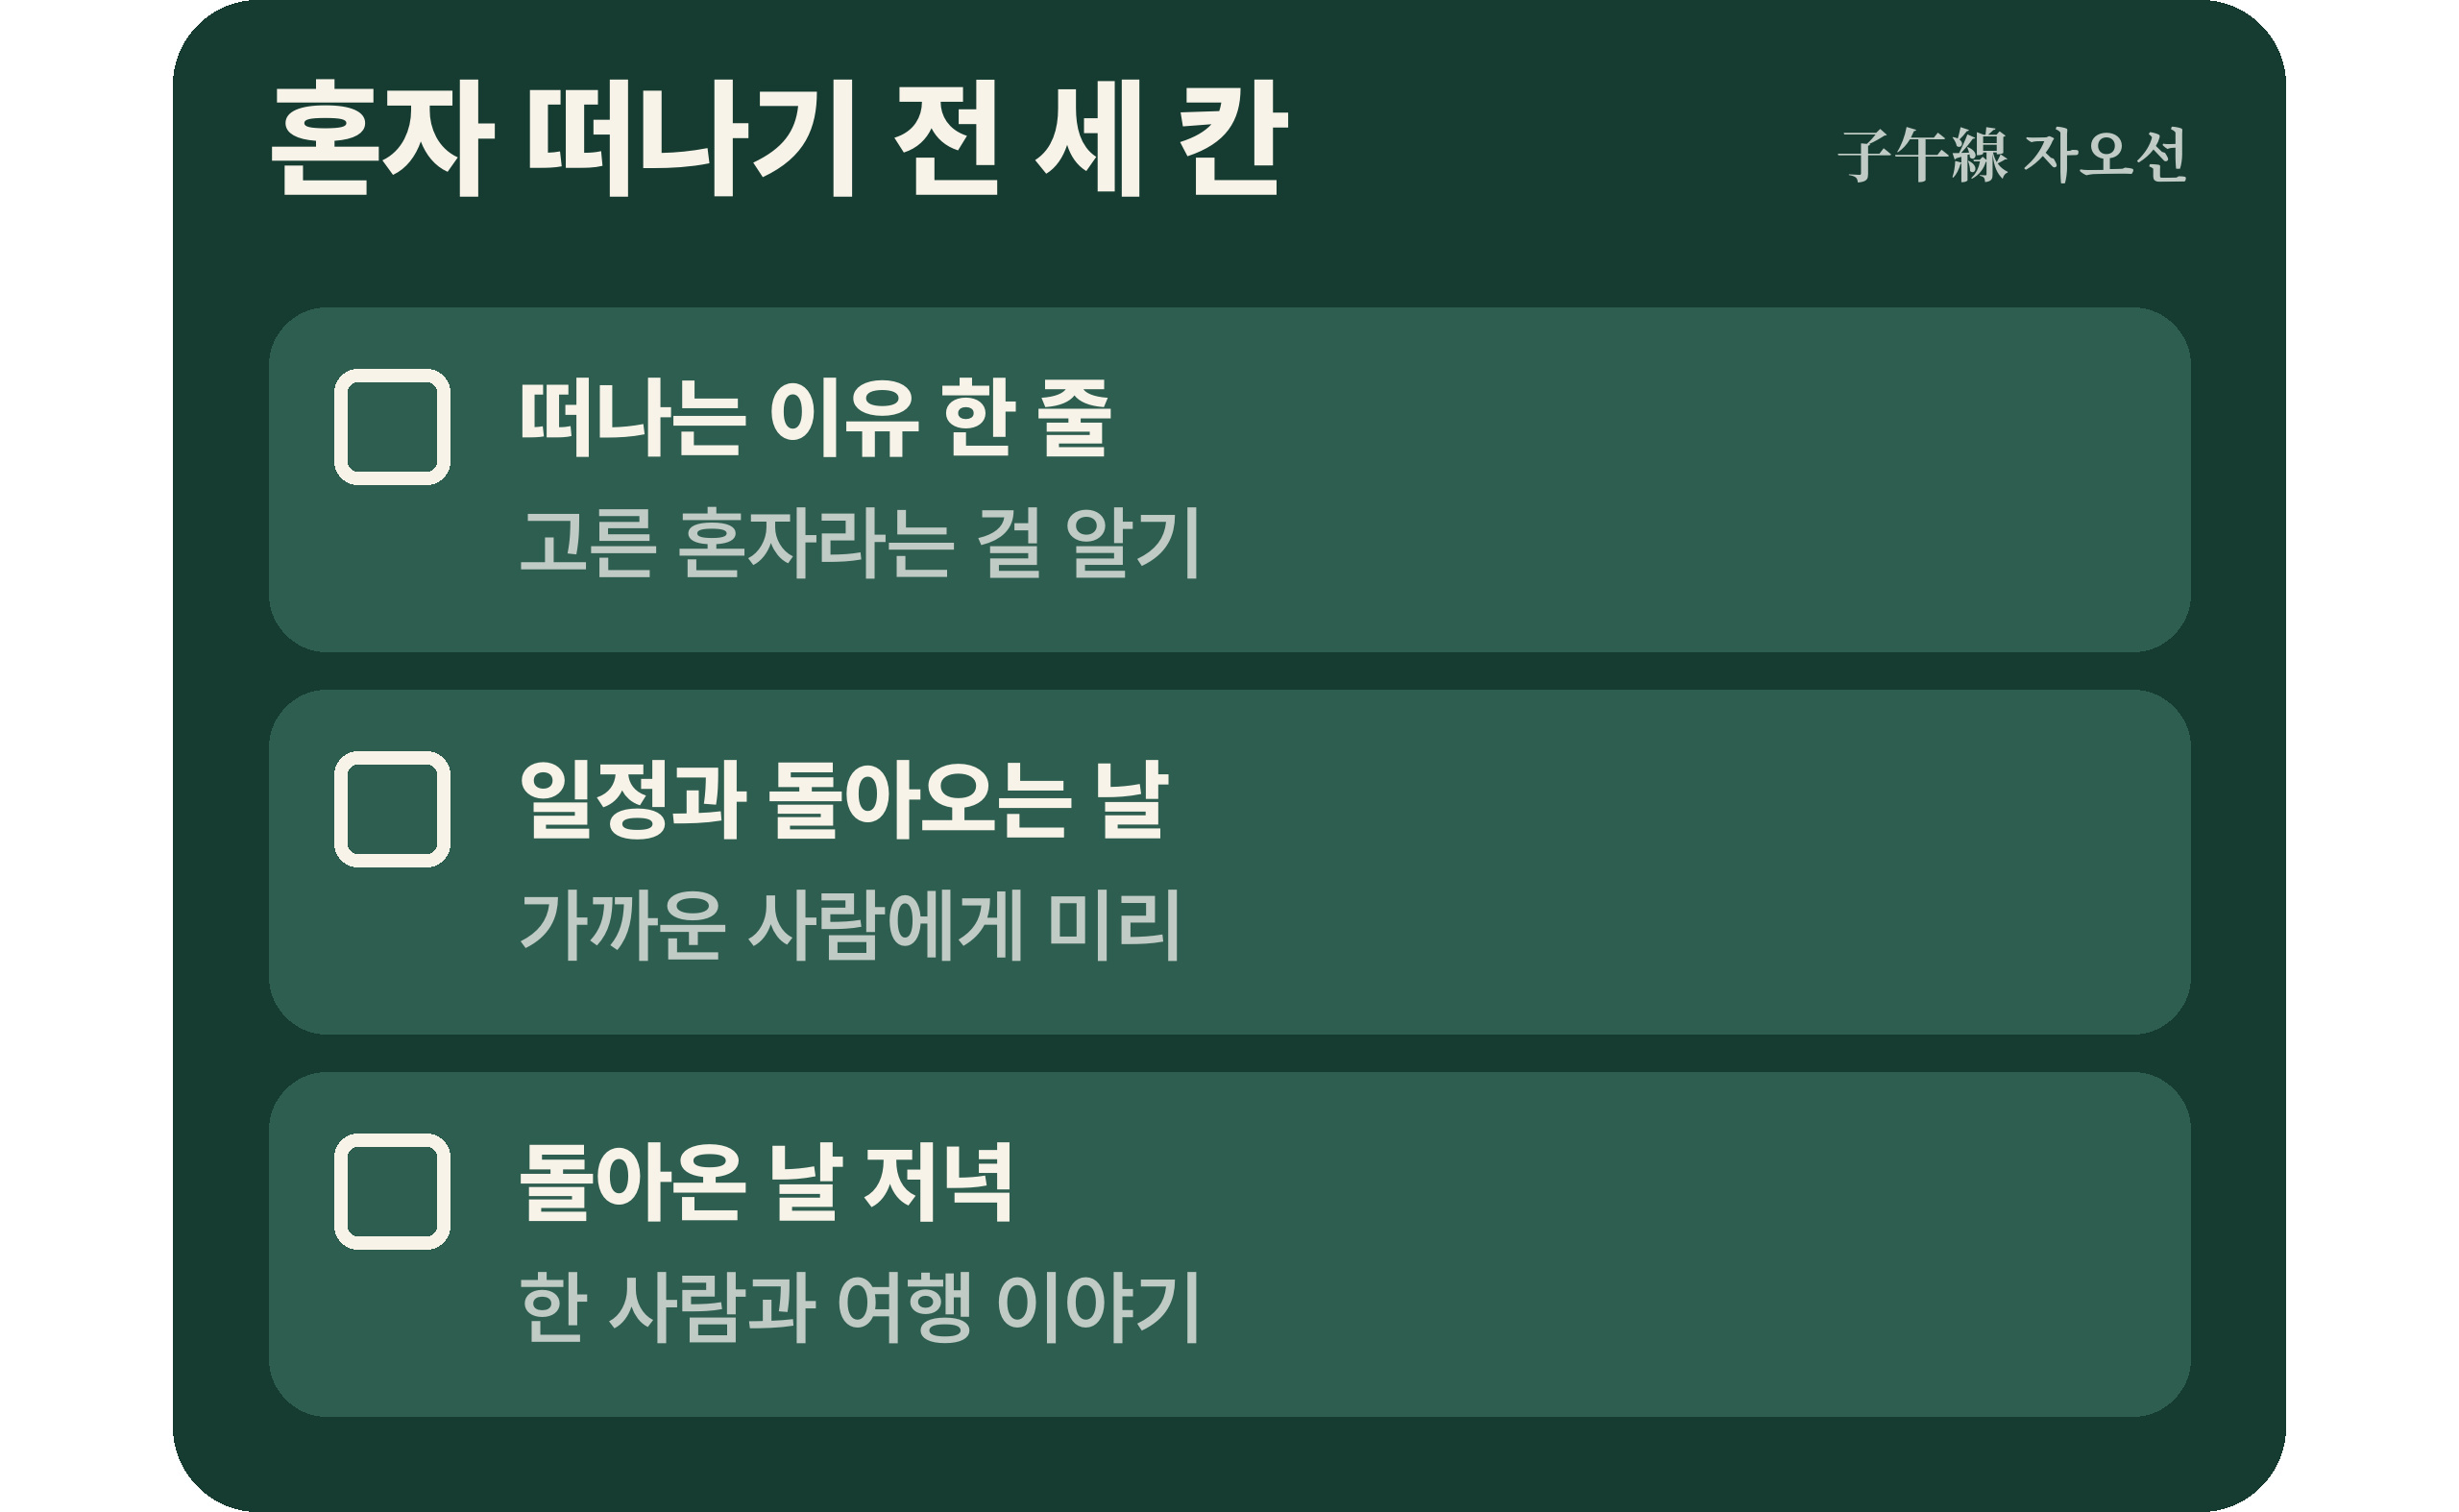 혼자 떠나기 전 세 칸
子午線 자오선
떠나는 이유 한 줄
고른 혼자라는 걸 알기
일정과 돌아오는 날
가까운 사람에게 미리
돌아온 날 저녁
한 사람과 여행 이야기